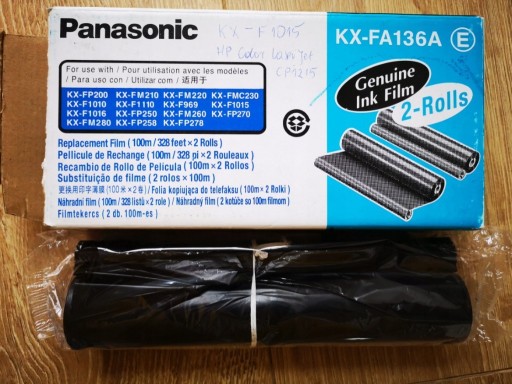 Panasonic
KX-F1015
HP Color LaserJet
CP1215
KX-FA136A E
For use with / Pour utilisation avec les modèles
/ Para uso con / Utilizar com / 适用于
KX-FP200 KX-FM210 KX-FM220 KX-FMC230
KX-F1010 KX-F1110 KX-F969 KX-F1015
KX-F1016 KX-FP250 KX-FM260 KX-FP270
KX-FM280 KX-FP258 KX-FP278
Genuine
Ink Film
2-Rolls
Replacement Film (100m / 328 feet × 2 Rolls)
Pellicule de Rechange (100m / 328 pi × 2 Rouleaux)
Recambio de Rollo de Pelicula (100m × 2 Rollos)
Substituição de filme (2 rolos × 100m)
更换用印字薄膜 (100米×2卷) / Folia kopiująca do telefaksu (100m × 2 Rolki)
Náhradní film (100m / 328 listů × 2 role) / Náhradný film (2 kotúče so 100m filmom)
Filmtekercs (2 db. 100m-es)